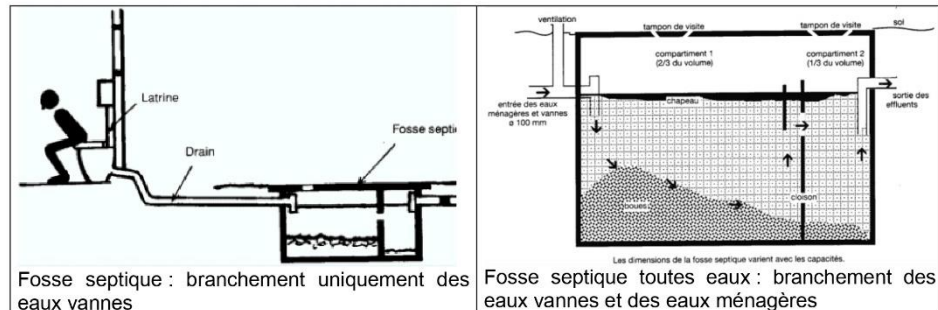 Latrine
Drain
Fosse septi
Fosse septique : branchement uniquement des
eaux vannes
ventilation
tampon de visite
tampon de visite
sol
compartiment 1
(2/3 du volume)
compartiment 2
(1/3 du volume)
entrée des eaux
ménagères et vannes
ø 100 mm
chapeau
sortie des
effluents
boues
cloison
Les dimensions de la fosse septique varient avec les capacités.
Fosse septique toutes eaux : branchement des
eaux vannes et des eaux ménagères